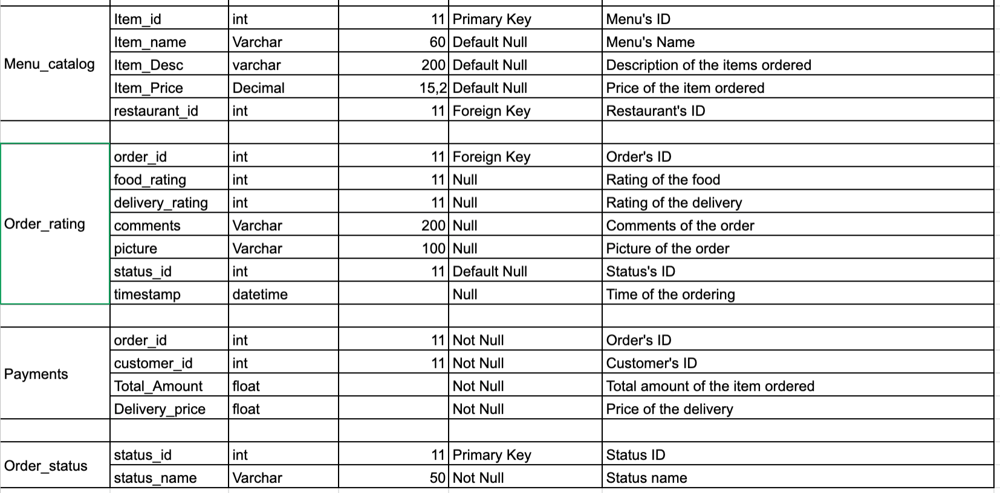 Menu_catalog
Item_id int 11 Primary Key Menu's ID
Item_name Varchar 60 Default Null Menu's Name
Item_Desc varchar 200 Default Null Description of the items ordered
Item_Price Decimal 15,2 Default Null Price of the item ordered
restaurant_id int 11 Foreign Key Restaurant's ID
Order_rating
order_id int 11 Foreign Key Order's ID
food_rating int 11 Null Rating of the food
delivery_rating int 11 Null Rating of the delivery
comments Varchar 200 Null Comments of the order
picture Varchar 100 Null Picture of the order
status_id int 11 Default Null Status's ID
timestamp datetime Null Time of the ordering
Payments
order_id int 11 Not Null Order's ID
customer_id int 11 Not Null Customer's ID
Total_Amount float Not Null Total amount of the item ordered
Delivery_price float Not Null Price of the delivery
Order_status
status_id int 11 Primary Key Status ID
status_name Varchar 50 Not Null Status name